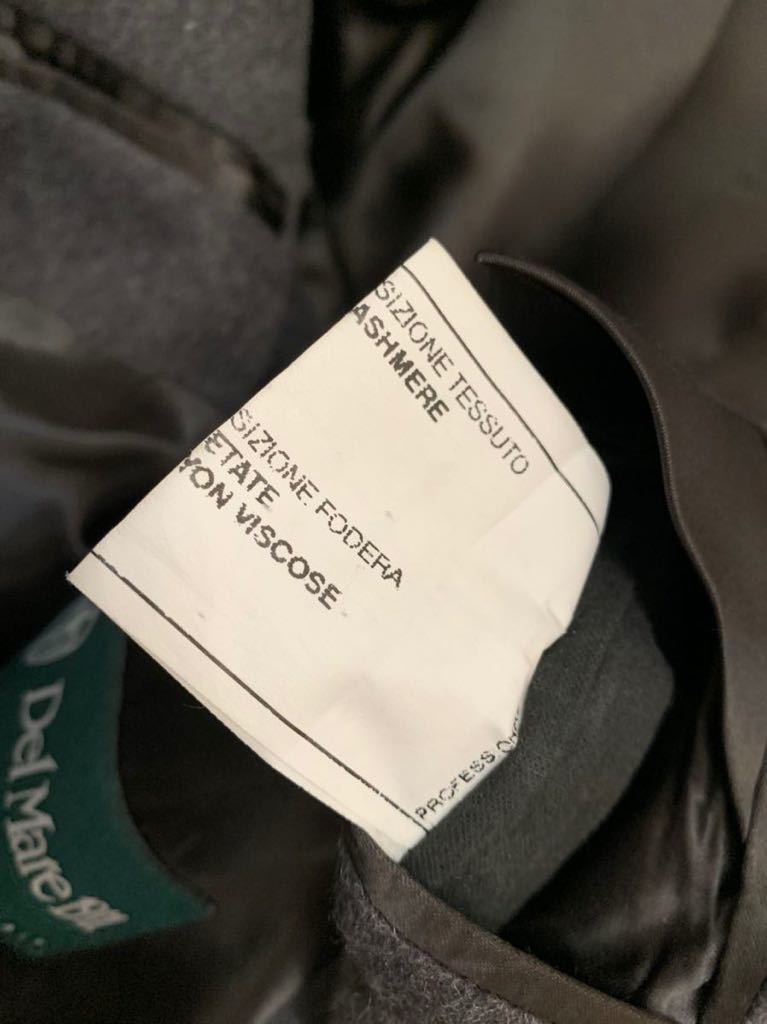 SIZIONE TESSUTO
ASHMERE
SIZIONE FODERA
ETATE
YON VISCOSE
PROFESS
Del Mare